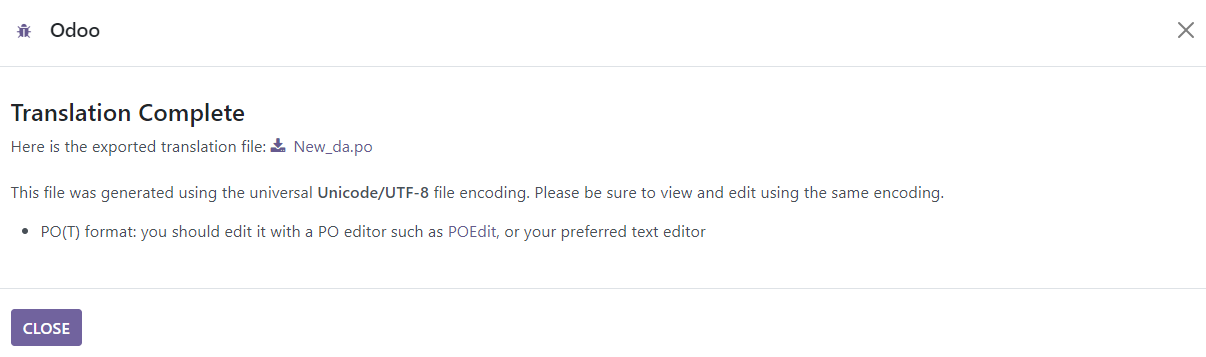 Odoo
Translation Complete
Here is the exported translation file: New_da.po
This file was generated using the universal Unicode/UTF-8 file encoding. Please be sure to view and edit using the same encoding.
• PO(T) format: you should edit it with a PO editor such as POEdit, or your preferred text editor
CLOSE